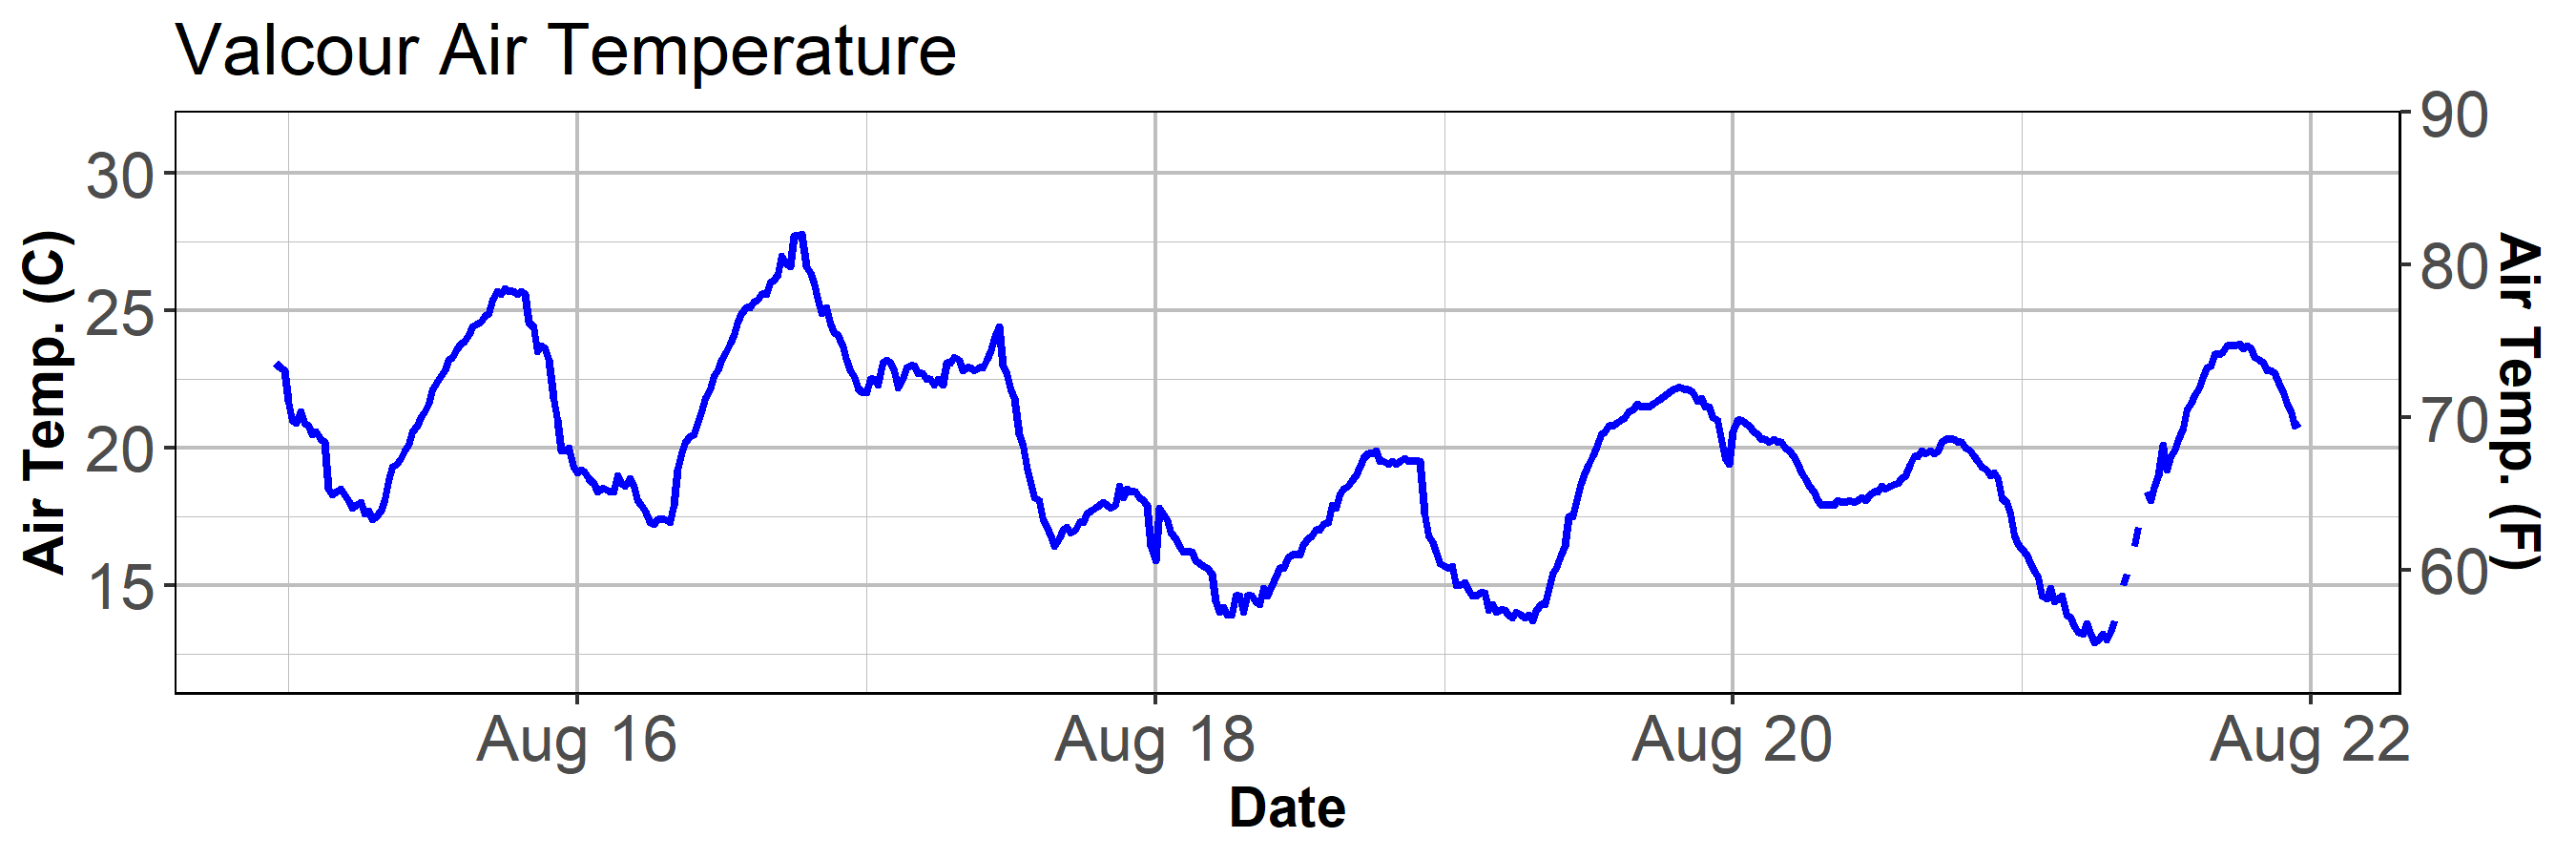 Valcour Air Temperature
Air Temp. (C)
30
25
20
15
90
80
70
60
Air Temp. (F)
Aug 16
Aug 18
Aug 20
Aug 22
Date